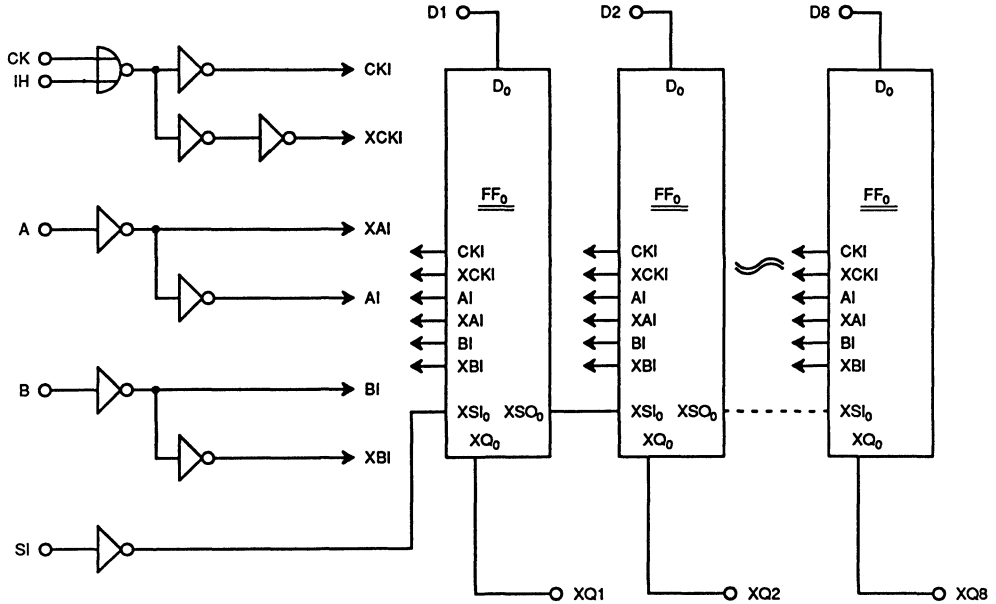 D1
D2
D8
CK
IH
CKI
XCKI
A
XAI
AI
B
BI
XBI
SI
D0
FF0
CKI
XCKI
AI
XAI
BI
XBI
XSI0 XSO0
XQ0
XQ1
D0
FF0
CKI
XCKI
AI
XAI
BI
XBI
XSI0 XSO0
XQ0
XQ2
D0
FF0
CKI
XCKI
AI
XAI
BI
XBI
XSI0
XQ0
XQ8